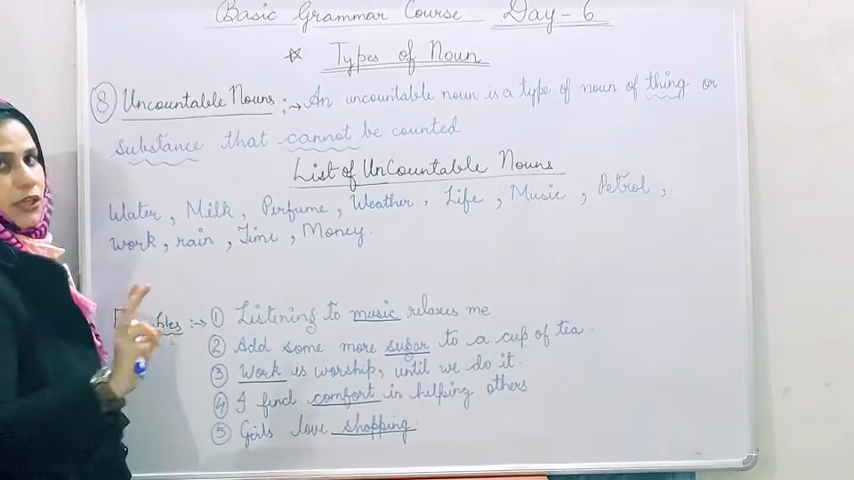 Basic Grammar Course Day - 6
☆ Types of Noun
8 Uncountable Nouns :→ An uncountable noun is a type of noun of thing or
substance that cannot be counted
List of UnCountable Nouns
Water, Milk, Perfume, Weather, Life, Music, Petrol,
Work, rain, Time, Money.
:→ 1 Listening to music relaxes me
2 Add some more sugar to a cup of tea.
3 Work is worship, until we do it.
4 I find comfort in helping others
5 Girls love shopping